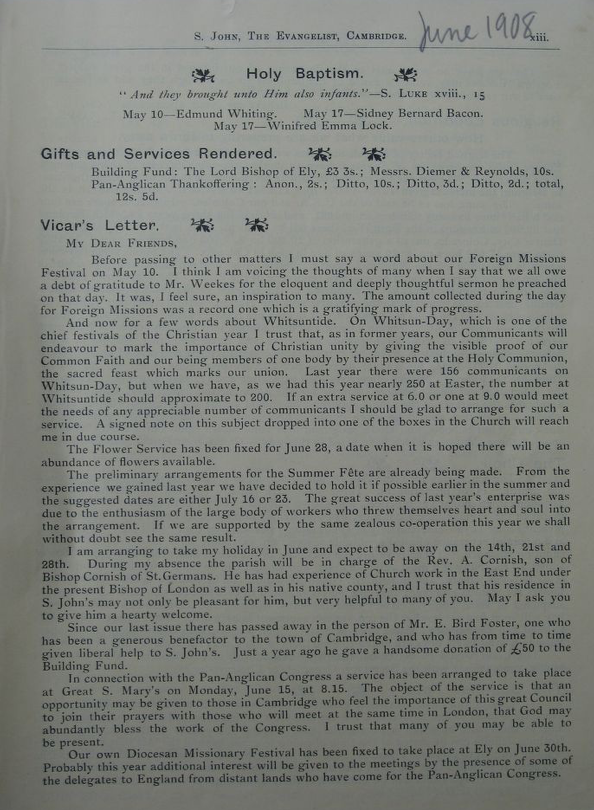 S. John, The Evangelist, Cambridge. xiii.
June 1908
Holy Baptism.
"And they brought unto Him also infants."—S. Luke xviii., 15
May 10—Edmund Whiting. May 17—Sidney Bernard Bacon.
May 17—Winifred Emma Lock.
Gifts and Services Rendered.
Building Fund: The Lord Bishop of Ely, £3 3s.; Messrs. Diemer & Reynolds, 10s.
Pan-Anglican Thankoffering: Anon., 2s.; Ditto, 10s.; Ditto, 3d.; Ditto, 2d.; total,
12s. 5d.
Vicar's Letter.
My Dear Friends,
Before passing to other matters I must say a word about our Foreign Missions
Festival on May 10. I think I am voicing the thoughts of many when I say that we all owe
a debt of gratitude to Mr. Weekes for the eloquent and deeply thoughtful sermon he preached
on that day. It was, I feel sure, an inspiration to many. The amount collected during the day
for Foreign Missions was a record one which is a gratifying mark of progress.
And now for a few words about Whitsuntide. On Whitsun-Day, which is one of the
chief festivals of the Christian year I trust that, as in former years, our Communicants will
endeavour to mark the importance of Christian unity by giving the visible proof of our
Common Faith and our being members of one body by their presence at the Holy Communion,
the sacred feast which marks our union. Last year there were 156 communicants on
Whitsun-Day, but when we have, as we had this year nearly 250 at Easter, the number at
Whitsuntide should approximate to 200. If an extra service at 6.0 or one at 9.0 would meet
the needs of any appreciable number of communicants I should be glad to arrange for such a
service. A signed note on this subject dropped into one of the boxes in the Church will reach
me in due course.
The Flower Service has been fixed for June 28, a date when it is hoped there will be an
abundance of flowers available.
The preliminary arrangements for the Summer Fête are already being made. From the
experience we gained last year we have decided to hold it if possible earlier in the summer and
the suggested dates are either July 16 or 23. The great success of last year's enterprise was
due to the enthusiasm of the large body of workers who threw themselves heart and soul into
the arrangement. If we are supported by the same zealous co-operation this year we shall
without doubt see the same result.
I am arranging to take my holiday in June and expect to be away on the 14th, 21st and
28th. During my absence the parish will be in charge of the Rev. A. Cornish, son of
Bishop Cornish of St. Germans. He has had experience of Church work in the East End under
the present Bishop of London as well as in his native county, and I trust that his residence in
S. John's may not only be pleasant for him, but very helpful to many of you. May I ask you
to give him a hearty welcome.
Since our last issue there has passed away in the person of Mr. E. Bird Foster, one who
has been a generous benefactor to the town of Cambridge, and who has from time to time
given liberal help to S. John's. Just a year ago he gave a handsome donation of £50 to the
Building Fund.
In connection with the Pan-Anglican Congress a service has been arranged to take place
at Great S. Mary's on Monday, June 15, at 8.15. The object of the service is that an
opportunity may be given to those in Cambridge who feel the importance of this great Council
to join their prayers with those who will meet at the same time in London, that God may
abundantly bless the work of the Congress. I trust that many of you may be able to
be present.
Our own Diocesan Missionary Festival has been fixed to take place at Ely on June 30th.
Probably this year additional interest will be given to the meetings by the presence of some of
the delegates to England from distant lands who have come for the Pan-Anglican Congress.